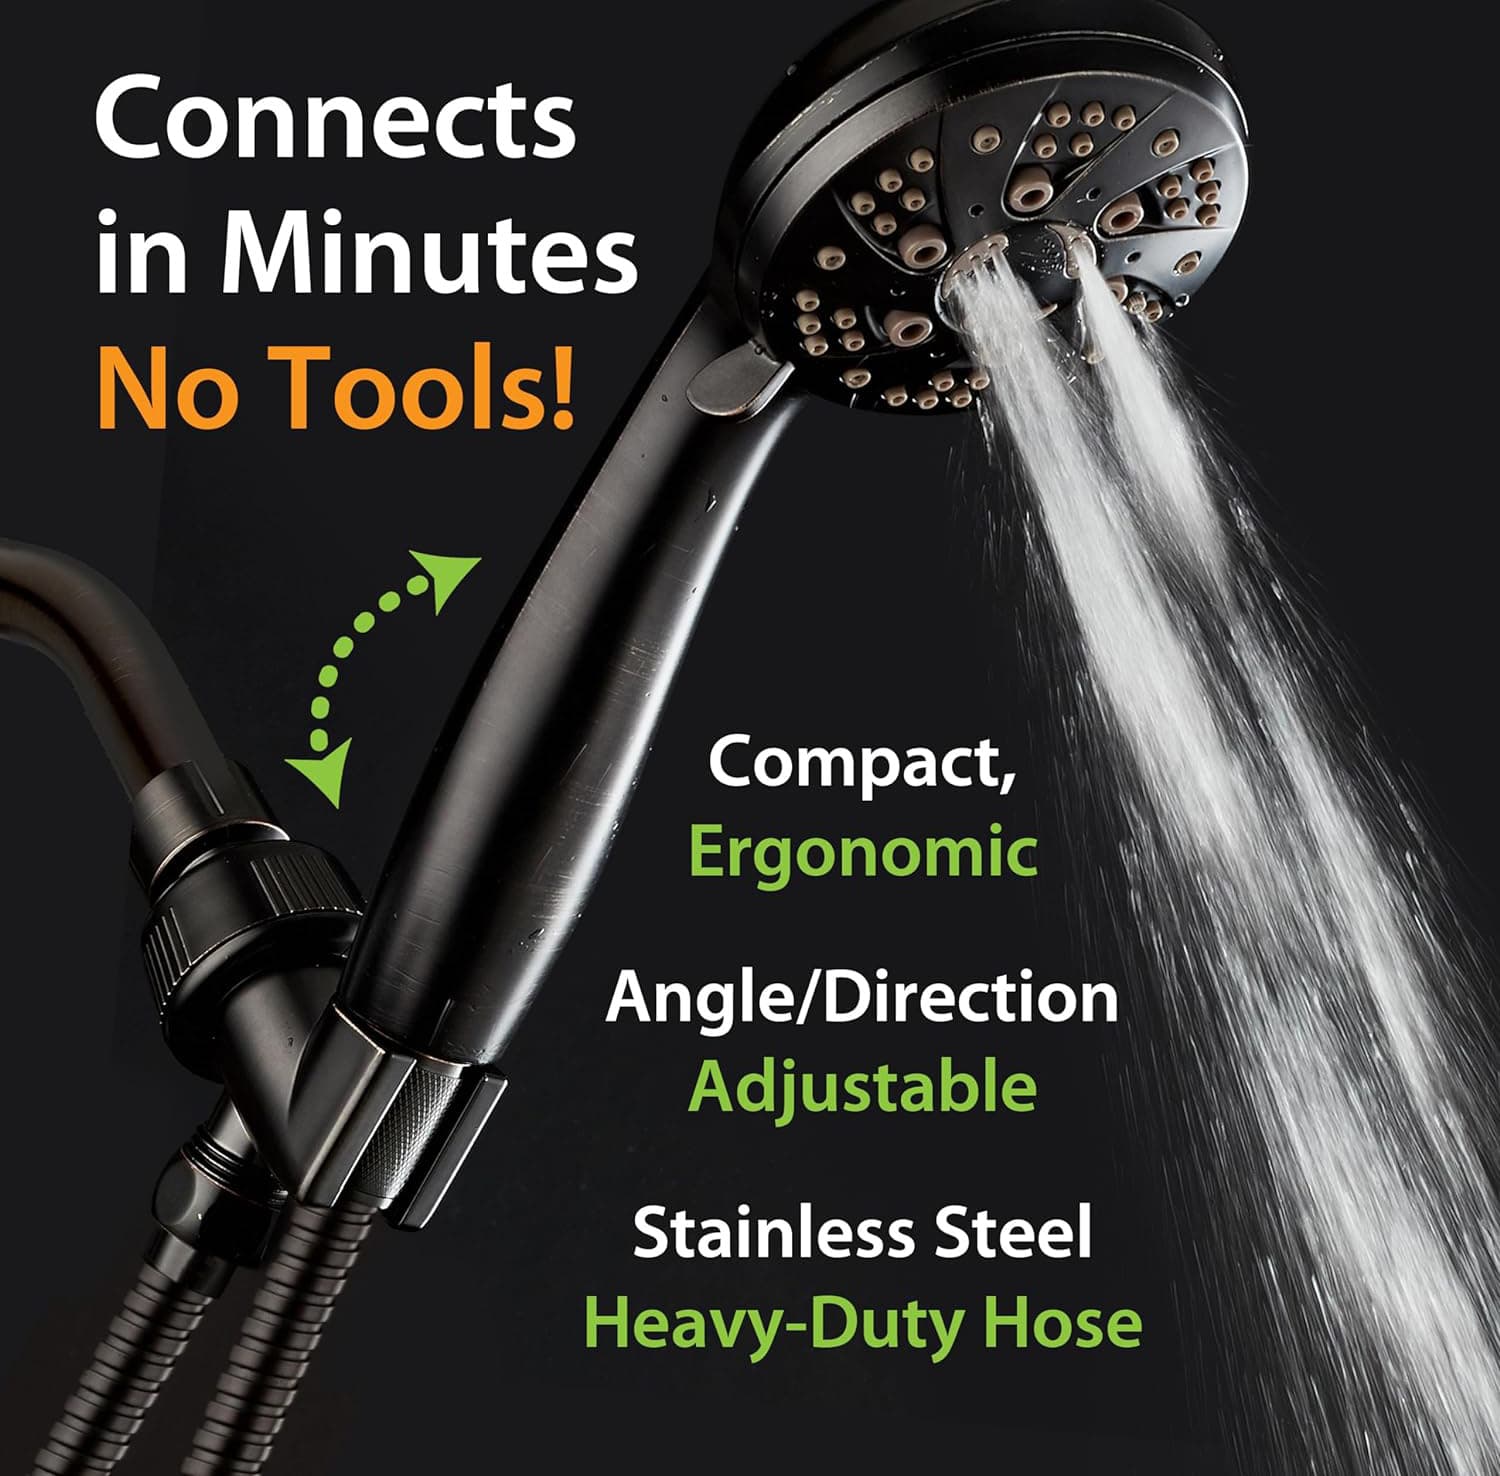 Connects
in Minutes
No Tools!
Compact,
Ergonomic
Angle/Direction
Adjustable
Stainless Steel
Heavy-Duty Hose